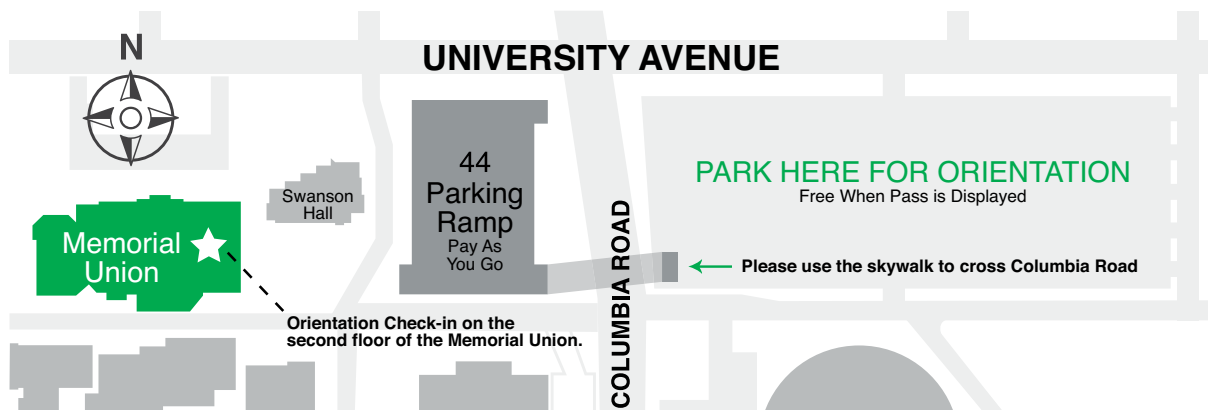 N
UNIVERSITY AVENUE
44
Parking
Ramp
Pay As
You Go
PARK HERE FOR ORIENTATION
Free When Pass is Displayed
Swanson
Hall
Memorial
Union
COLUMBIA ROAD
Please use the skywalk to cross Columbia Road
Orientation Check-in on the
second floor of the Memorial Union.